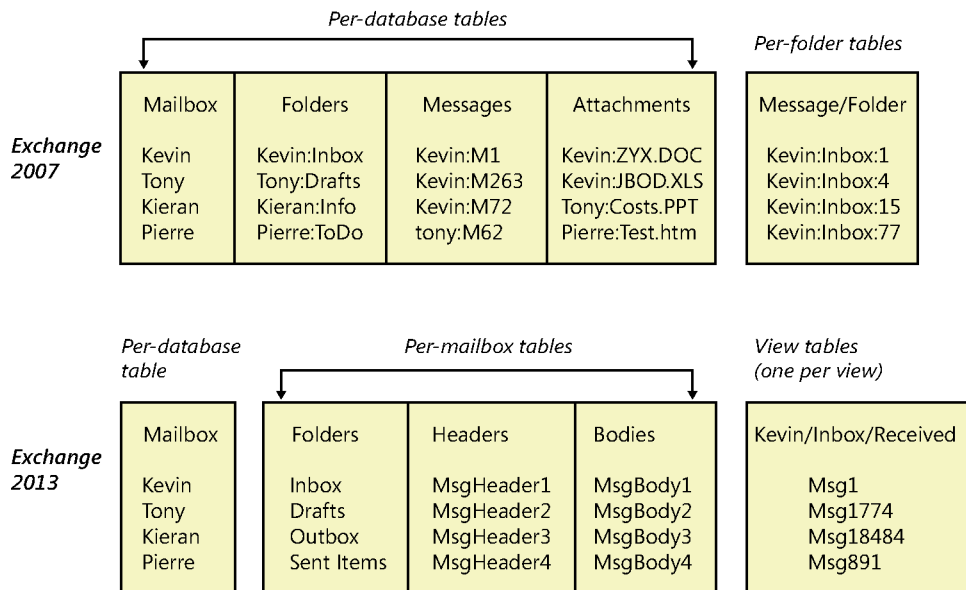 Per-database tables
Per-folder tables
Exchange
2007
Mailbox
Kevin
Tony
Kieran
Pierre
Folders
Kevin:Inbox
Tony:Drafts
Kieran:Info
Pierre:ToDo
Messages
Kevin:M1
Kevin:M263
Kevin:M72
tony:M62
Attachments
Kevin:ZYX.DOC
Kevin:JBOD.XLS
Tony:Costs.PPT
Pierre:Test.htm
Message/Folder
Kevin:Inbox:1
Kevin:Inbox:4
Kevin:Inbox:15
Kevin:Inbox:77
Per-database
table
Per-mailbox tables
View tables
(one per view)
Exchange
2013
Mailbox
Kevin
Tony
Kieran
Pierre
Folders
Inbox
Drafts
Outbox
Sent Items
Headers
MsgHeader1
MsgHeader2
MsgHeader3
MsgHeader4
Bodies
MsgBody1
MsgBody2
MsgBody3
MsgBody4
Kevin/Inbox/Received
Msg1
Msg1774
Msg18484
Msg891